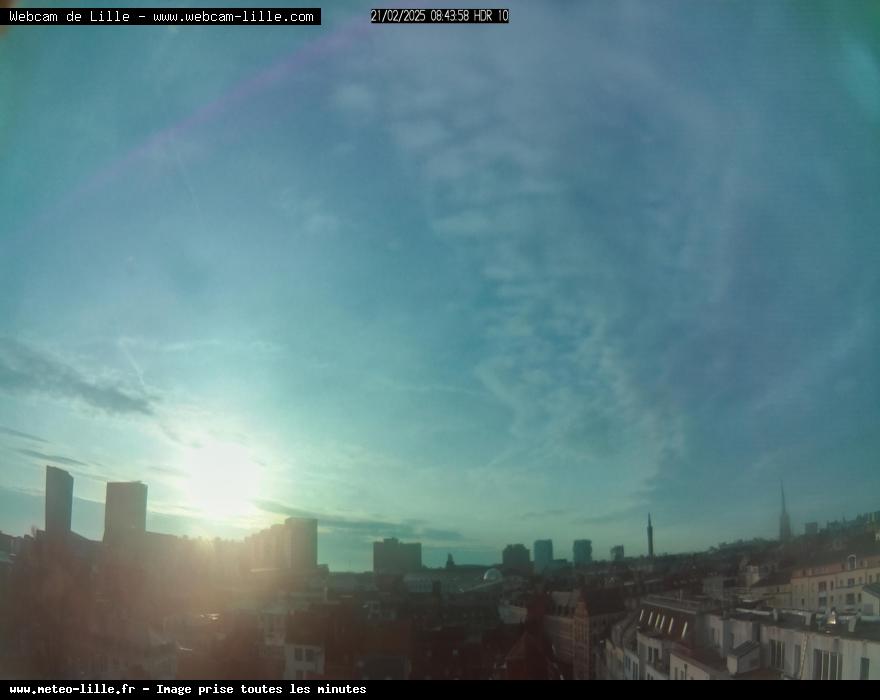 Webcam de Lille - www.webcam-lille.com
21/02/2025 08:43:58 HDR 10
www.meteo-lille.fr - Image prise toutes les minutes